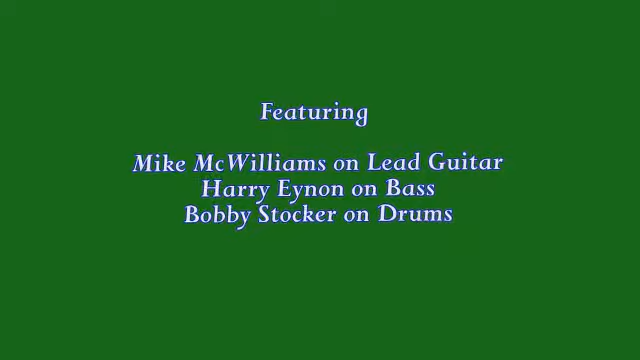 Featuring
Mike McWilliams on Lead Guitar
Harry Eynon on Bass
Bobby Stocker on Drums